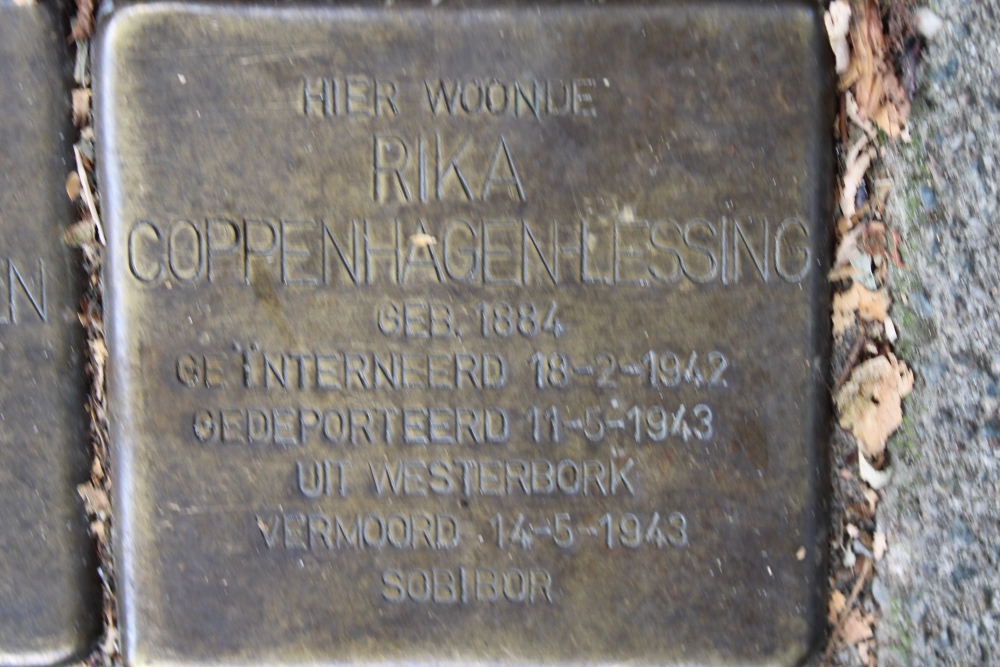 HIER WOONDE
RIKA
COPPENHAGEN-LESSING
GEB. 1884
GEÏNTERNEERD 18-2-1942
GEDEPORTEERD 11-5-1943
UIT WESTERBORK
VERMOORD 14-5-1943
SOBIBOR